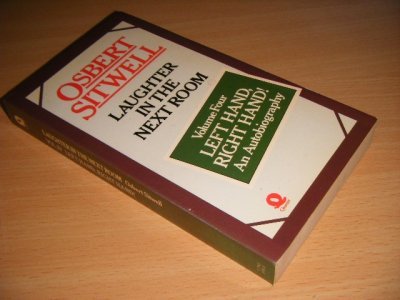 OSBERT
SITWELL
LAUGHTER
IN THE
NEXT ROOM
Volume Four
LEFT HAND,
RIGHT HAND!
An Autobiography
Q
Quartet
LAUGHTER IN THE NEXT ROOM Osbert Sitwell